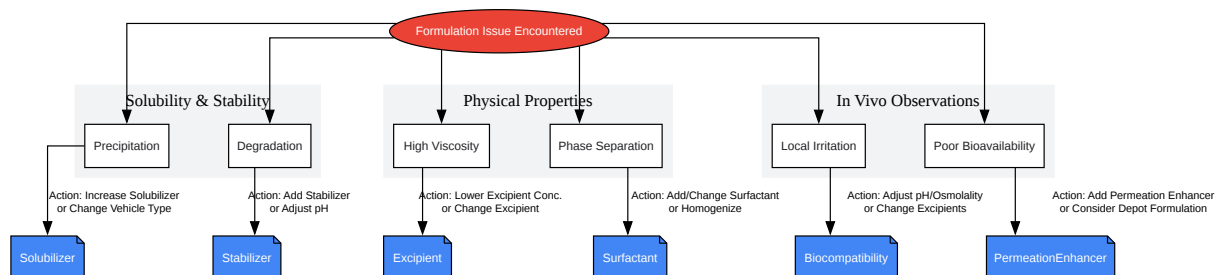 Formulation Issue Encountered
Solubility & Stability
Physical Properties
In Vivo Observations
Precipitation
Degradation
High Viscosity
Phase Separation
Local Irritation
Poor Bioavailability
Action: Increase Solubilizer
or Change Vehicle Type
Action: Add Stabilizer
or Adjust pH
Action: Lower Excipient Conc.
or Change Excipient
Action: Add/Change Surfactant
or Homogenize
Action: Adjust pH/Osmolality
or Change Excipients
Action: Add Permeation Enhancer
or Consider Depot Formulation
Solubilizer
Stabilizer
Excipient
Surfactant
Biocompatibility
PermeationEnhancer